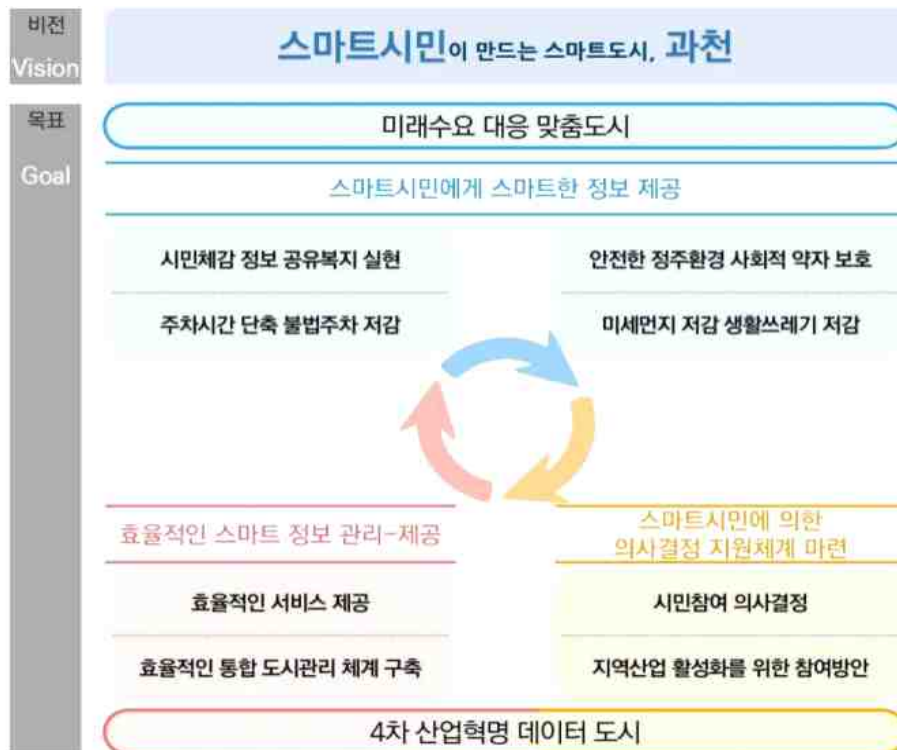 비전
Vision
스마트시민이 만드는 스마트도시, 과천
목표
Goal
미래수요 대응 맞춤도시
스마트시민에게 스마트한 정보 제공
시민체감 정보 공유복지 실현
안전한 정주환경 사회적 약자 보호
주차시간 단축 불법주차 저감
미세먼지 저감 생활쓰레기 저감
효율적인 스마트 정보 관리-제공
스마트시민에 의한
의사결정 지원체계 마련
효율적인 서비스 제공
시민참여 의사결정
효율적인 통합 도시관리 체계 구축
지역산업 활성화를 위한 참여방안
4차 산업혁명 데이터 도시